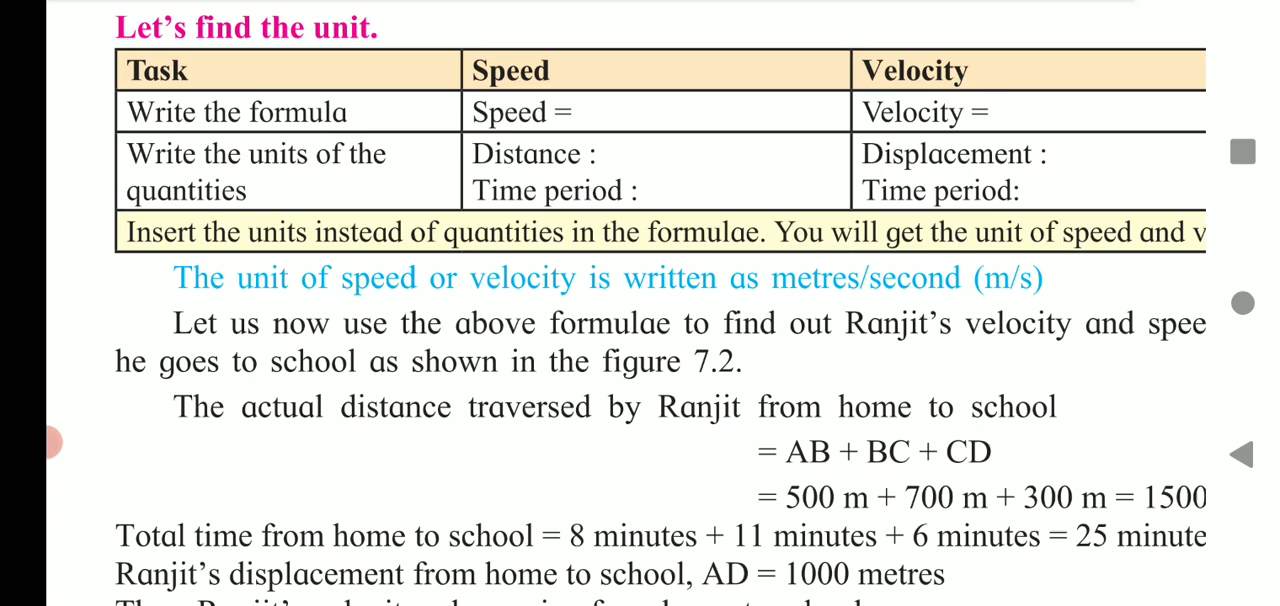 Let's find the unit.
Task Speed Velocity
Write the formula Speed = Velocity =
Write the units of the quantities Distance : Time period : Displacement : Time period:
Insert the units instead of quantities in the formulae. You will get the unit of speed and v
The unit of speed or velocity is written as metres/second (m/s)
Let us now use the above formulae to find out Ranjit's velocity and spee
he goes to school as shown in the figure 7.2.
The actual distance traversed by Ranjit from home to school
= AB + BC + CD
= 500 m + 700 m + 300 m = 1500
Total time from home to school = 8 minutes + 11 minutes + 6 minutes = 25 minute
Ranjit's displacement from home to school, AD = 1000 metres